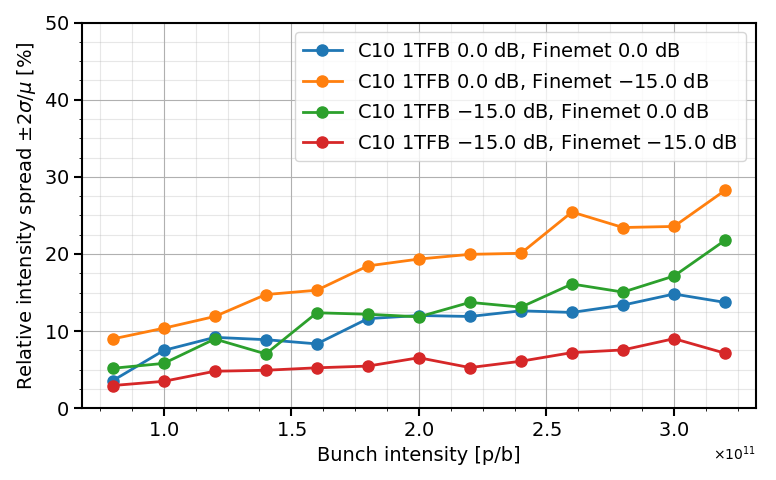 Relative intensity spread ±2σ/μ [%]
50
40
30
20
10
0
C10 1TFB 0.0 dB, Finemet 0.0 dB
C10 1TFB 0.0 dB, Finemet −15.0 dB
C10 1TFB −15.0 dB, Finemet 0.0 dB
C10 1TFB −15.0 dB, Finemet −15.0 dB
1.0 1.5 2.0 2.5 3.0
Bunch intensity [p/b]
×10¹¹